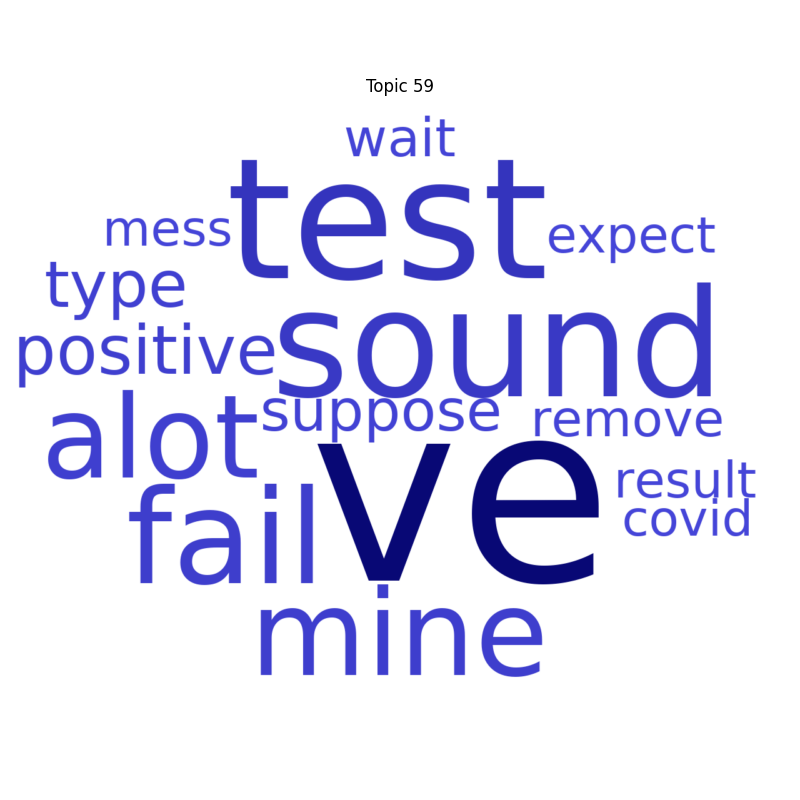 Topic 59
wait
test
mess
expect
type
sound
positive
alot
suppose
remove
ve
result
covid
fail
mine